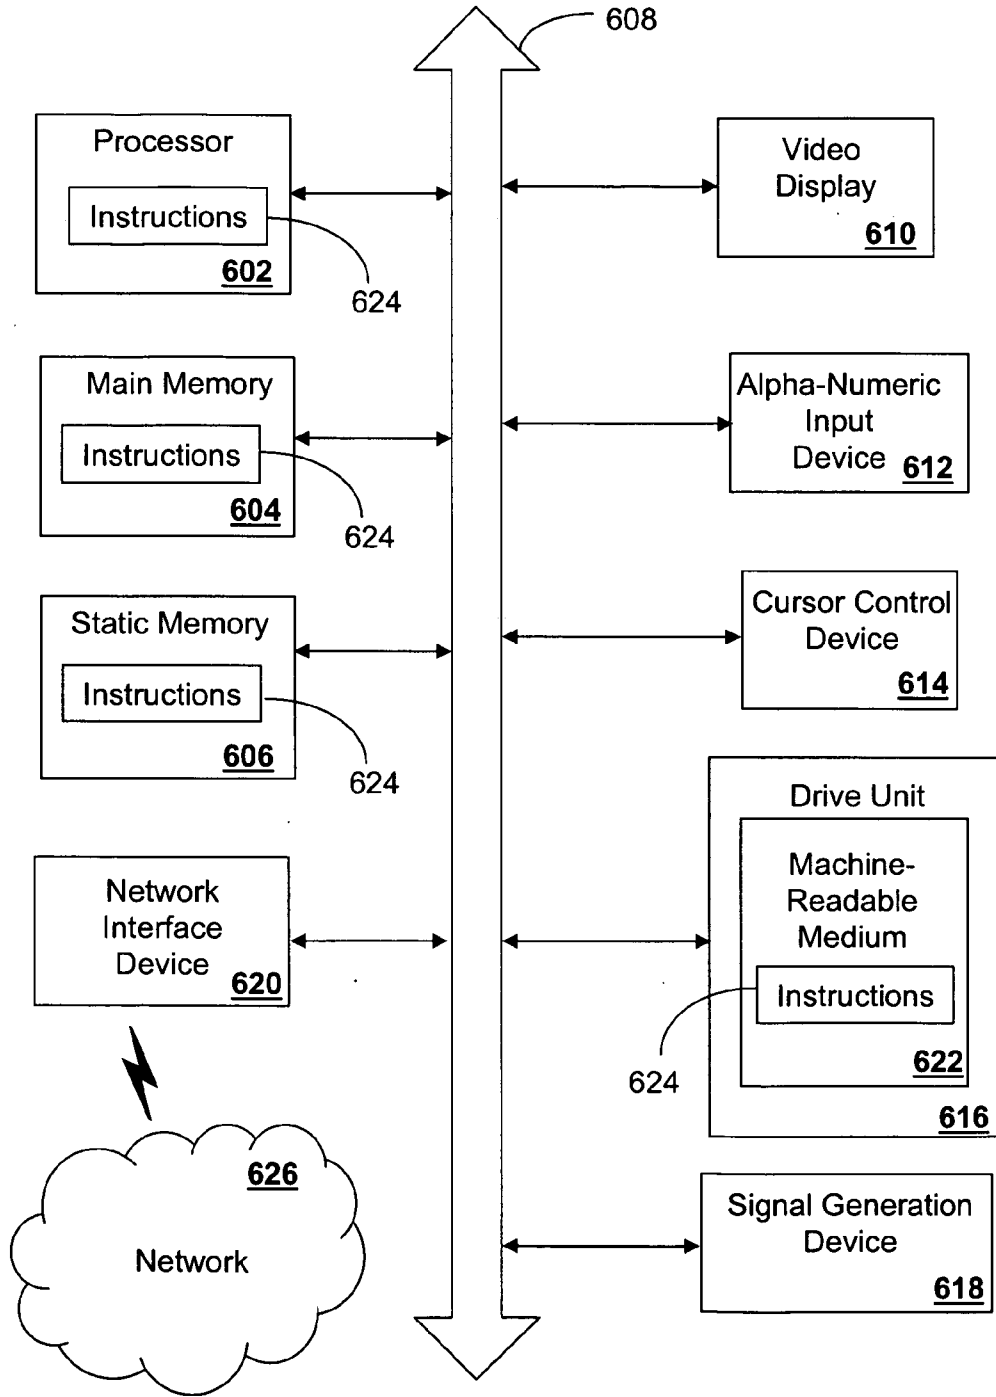 608
Processor
Instructions
602
624
Main Memory
Instructions
604
624
Static Memory
Instructions
606
624
Network
Interface
Device
620
626
Network
Video
Display
610
Alpha-Numeric
Input
Device
612
Cursor Control
Device
614
Drive Unit
Machine-
Readable
Medium
Instructions
624
622
616
Signal Generation
Device
618